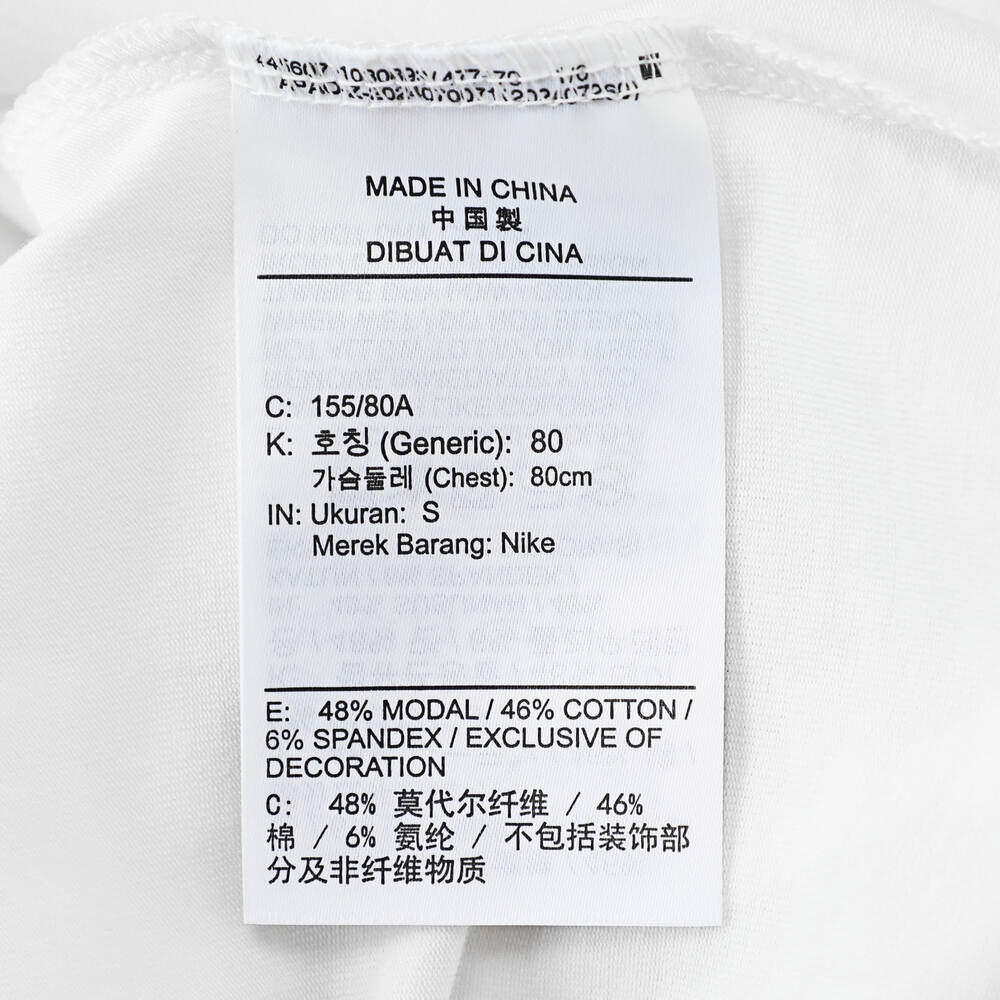 MADE IN CHINA
中国製
DIBUAT DI CINA
C: 155/80A
K: 호칭 (Generic): 80
가슴둘레 (Chest): 80cm
IN: Ukuran: S
Merek Barang: Nike
E: 48% MODAL / 46% COTTON /
6% SPANDEX / EXCLUSIVE OF
DECORATION
C: 48% 莫代尔纤维 / 46%
棉 / 6% 氨纶 / 不包括装饰部
分及非纤维物质